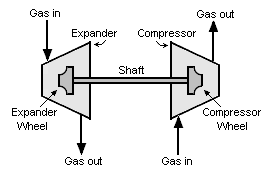 Gas in
Gas out
Expander
Compressor
Shaft
Expander
Wheel
Compressor
Wheel
Gas out
Gas in